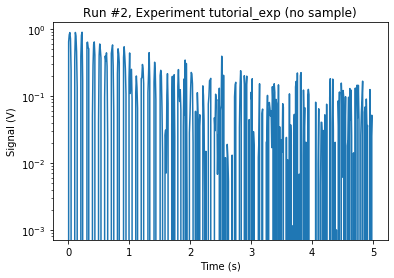 Run #2, Experiment tutorial_exp (no sample)
Signal (V)
10⁰
10⁻¹
10⁻²
10⁻³
0 1 2 3 4 5
Time (s)